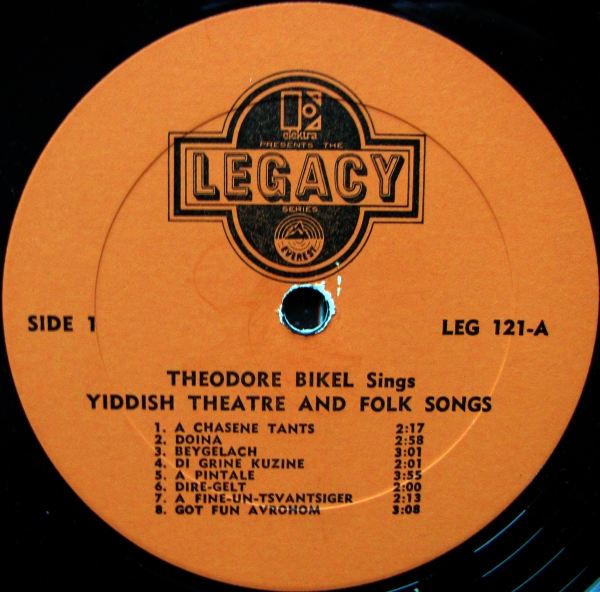 elektra
PRESENTS THE
LEGACY
SERIES
EVEREST
SIDE 1
LEG 121-A
THEODORE BIKEL Sings
YIDDISH THEATRE AND FOLK SONGS
1. A CHASENE TANTS 2:17
2. DOINA 2:58
3. BEYGELACH 3:01
4. DI GRINE KUZINE 2:01
5. A PINTALE 3:55
6. DIRE-GELT 2:00
7. A FINE-UN-TSVANTSIGER 2:13
8. GOT FUN AVROHOM 3:08